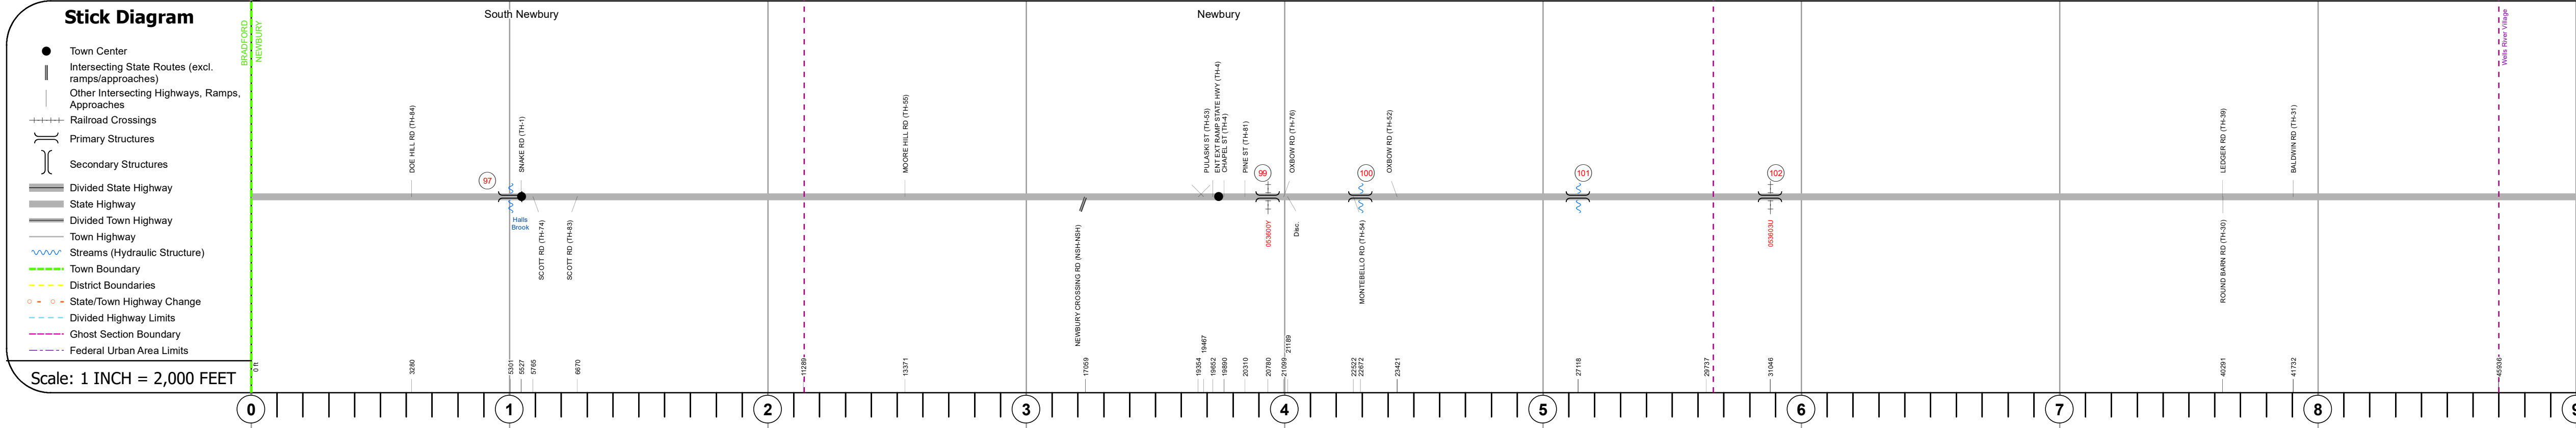 Stick Diagram
Town Center
Intersecting State Routes (excl.
ramps/approaches)
Other Intersecting Highways, Ramps,
Approaches
Railroad Crossings
Primary Structures
Secondary Structures
Divided State Highway
State Highway
Divided Town Highway
Town Highway
Streams (Hydraulic Structure)
Town Boundary
District Boundaries
State/Town Highway Change
Divided Highway Limits
Ghost Section Boundary
Federal Urban Area Limits
Scale: 1 INCH = 2,000 FEET
BRADFORD
NEWBURY
South Newbury
Newbury
Wells River Village
DOE HILL RD (TH-84)
SNAKE RD (TH-1)
MOORE HILL RD (TH-55)
PULASKI ST (TH-53)
ENT EXT RAMP STATE HWY (TH-4)
CHAPEL ST (TH-4)
PINE ST (TH-81)
OXBOW RD (TH-76)
OXBOW RD (TH-52)
LEDGER RD (TH-39)
BALDWIN RD (TH-31)
97
99
100
101
102
Halls
Brook
SCOTT RD (TH-74)
SCOTT RD (TH-83)
NEWBURY CROSSING RD (NSH-NSH)
053600Y
Disc.
MONTEBELLO RD (TH-54)
053603U
ROUND BARN RD (TH-30)
0 ft
3280
5301
5527
5765
6670
11289
13371
17059
19354
19467
19652
19890
20310
20780
21099
21189
22522
22672
23421
27118
29737
31046
40291
41732
45936
0
1
2
3
4
5
6
7
8
9